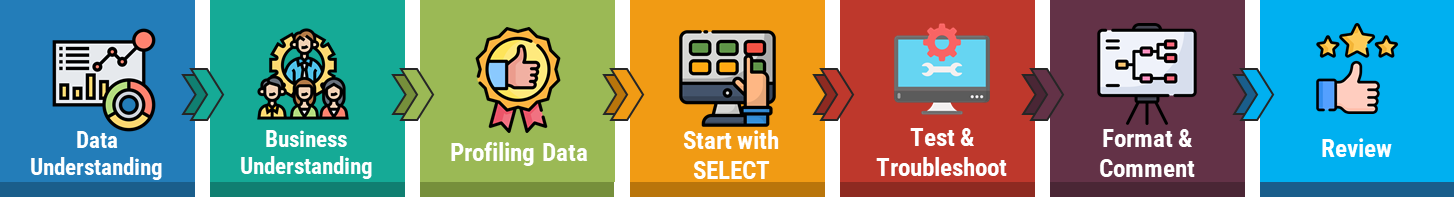 Data
Understanding
Business
Understanding
Profiling Data
Start with
SELECT
Test &
Troubleshoot
Format &
Comment
Review